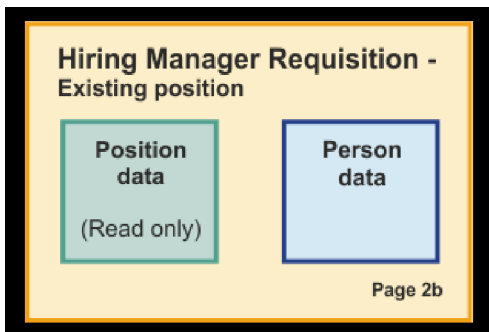 Hiring Manager Requisition -
Existing position
Position
data
(Read only)
Person
data
Page 2b